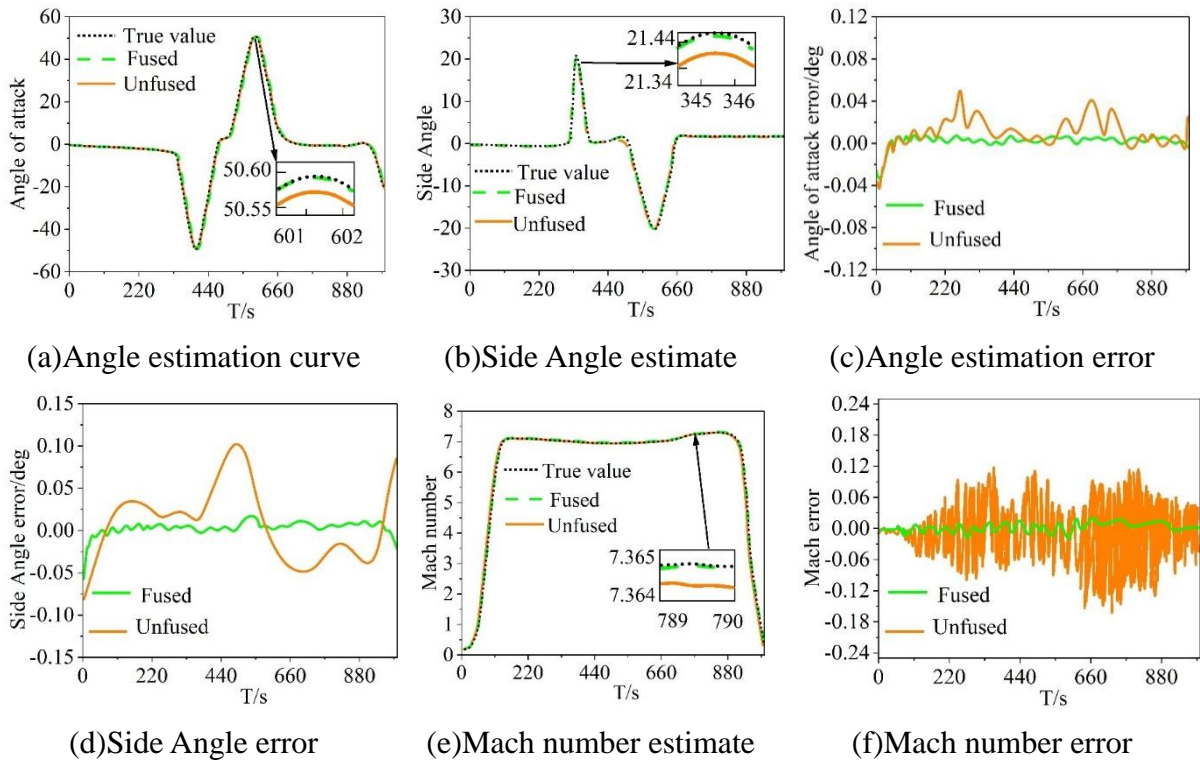 60
40
20
0
-20
-40
-60
Angle of attack
True value
Fused
Unfused
50.60
50.55
601 602
0 220 440 660 880
T/s
(a)Angle estimation curve
30
20
10
0
-10
-20
-30
Side Angle
21.44
21.34
345 346
True value
Fused
Unfused
0 220 440 660 880
T/s
(b)Side Angle estimate
0.12
0.08
0.04
0.00
-0.04
-0.08
-0.12
Angle of attack error/deg
Fused
Unfused
0 220 440 660 880
T/s
(c)Angle estimation error
0.15
0.10
0.05
0.00
-0.05
-0.10
-0.15
Side Angle error/deg
Fused
Unfused
0 220 440 660 880
T/s
(d)Side Angle error
8
7
6
5
4
3
2
1
0
Mach number
True value
Fused
Unfused
7.365
7.364
789 790
0 220 440 660 880
T/s
(e)Mach number estimate
0.24
0.18
0.12
0.06
-0.00
-0.06
-0.12
-0.18
-0.24
Mach error
Fused
Unfused
0 220 440 660 880
T/s
(f)Mach number error